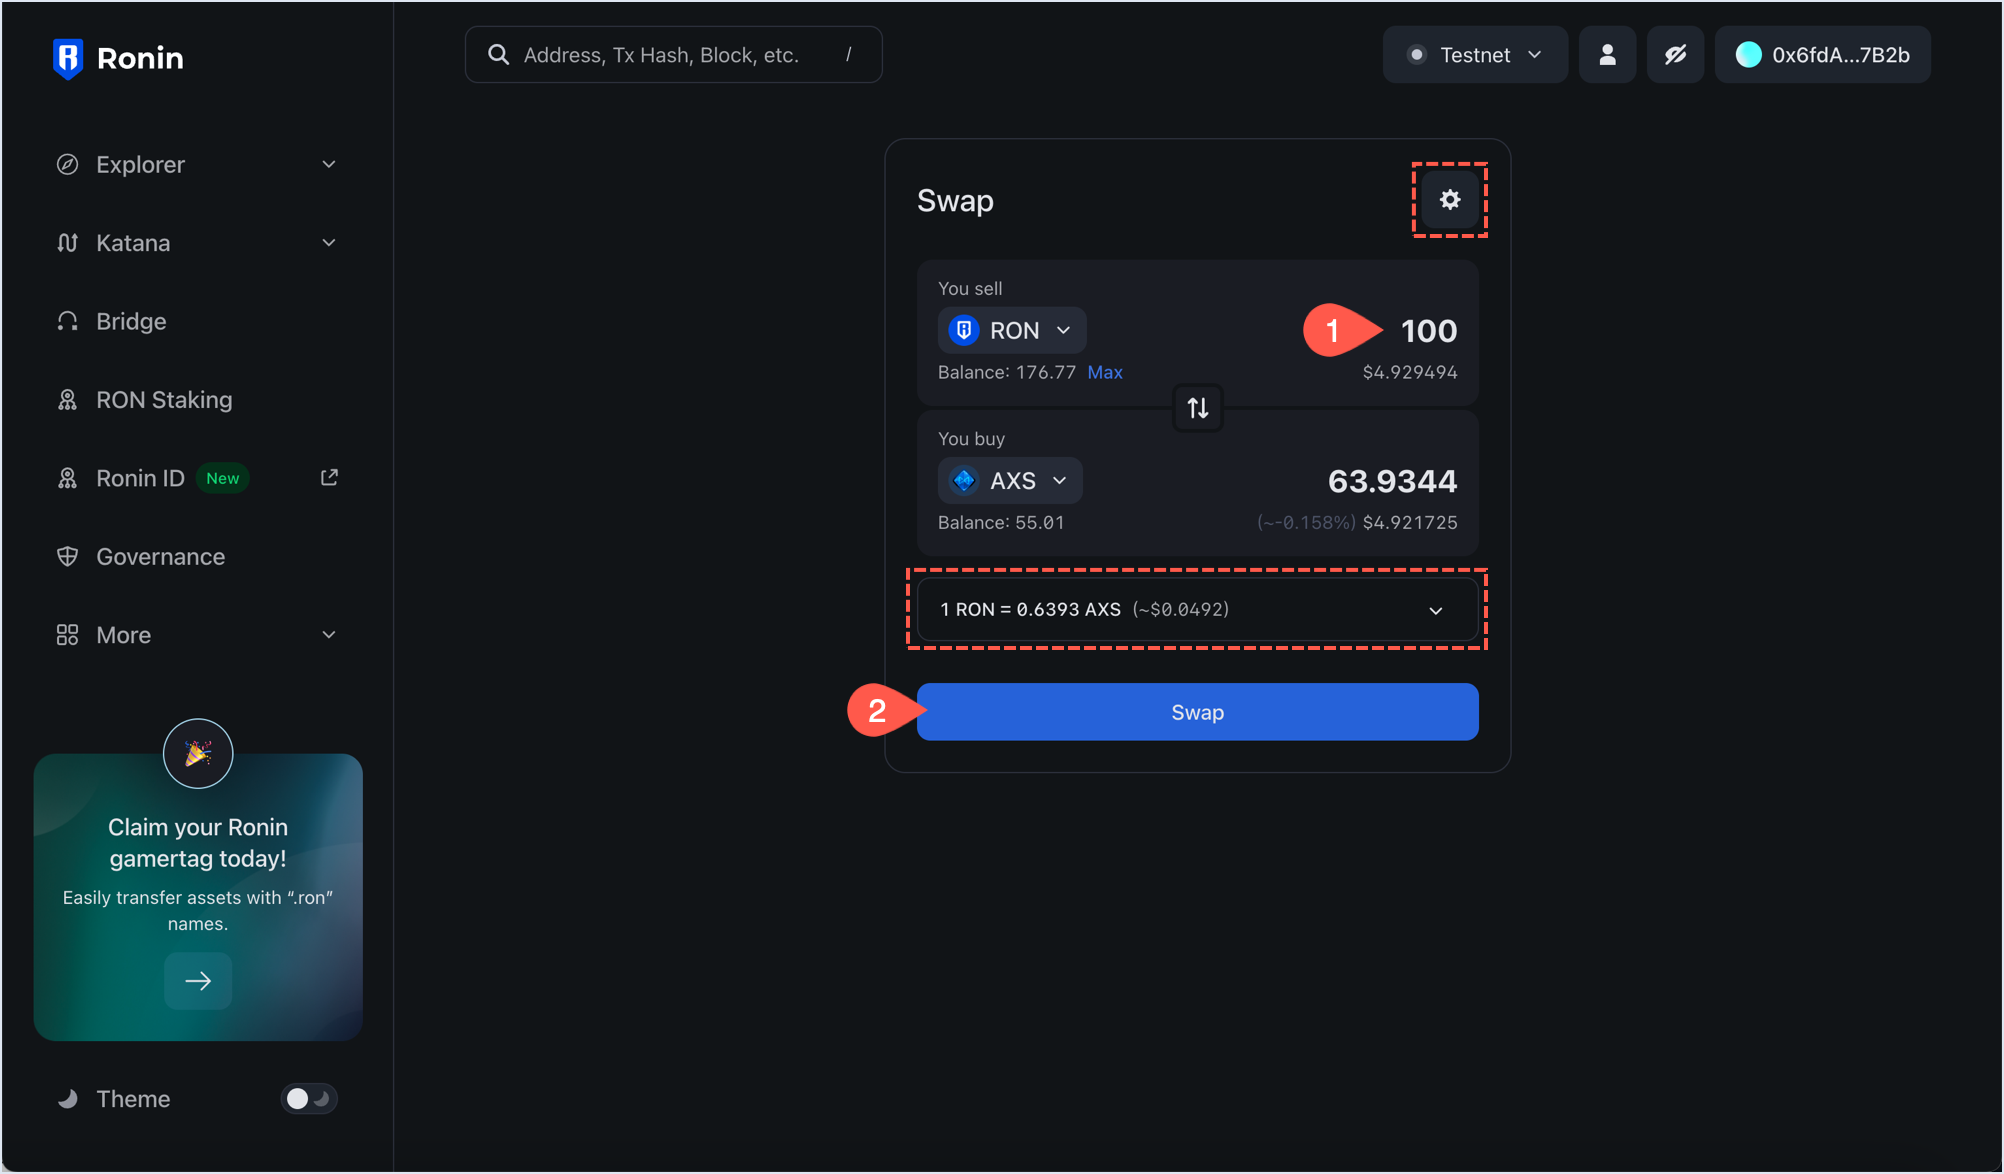 Ronin
Address, Tx Hash, Block, etc. /
Testnet
0x6fdA...7B2b
Explorer
Katana
Bridge
RON Staking
Ronin ID New
Governance
More
Claim your Ronin
gamertag today!
Easily transfer assets with “.ron”
names.
Theme
Swap
You sell
RON
1
100
Balance: 176.77 Max
$4.929494
You buy
AXS
63.9344
Balance: 55.01
(~-0.158%) $4.921725
1 RON = 0.6393 AXS (~$0.0492)
2
Swap